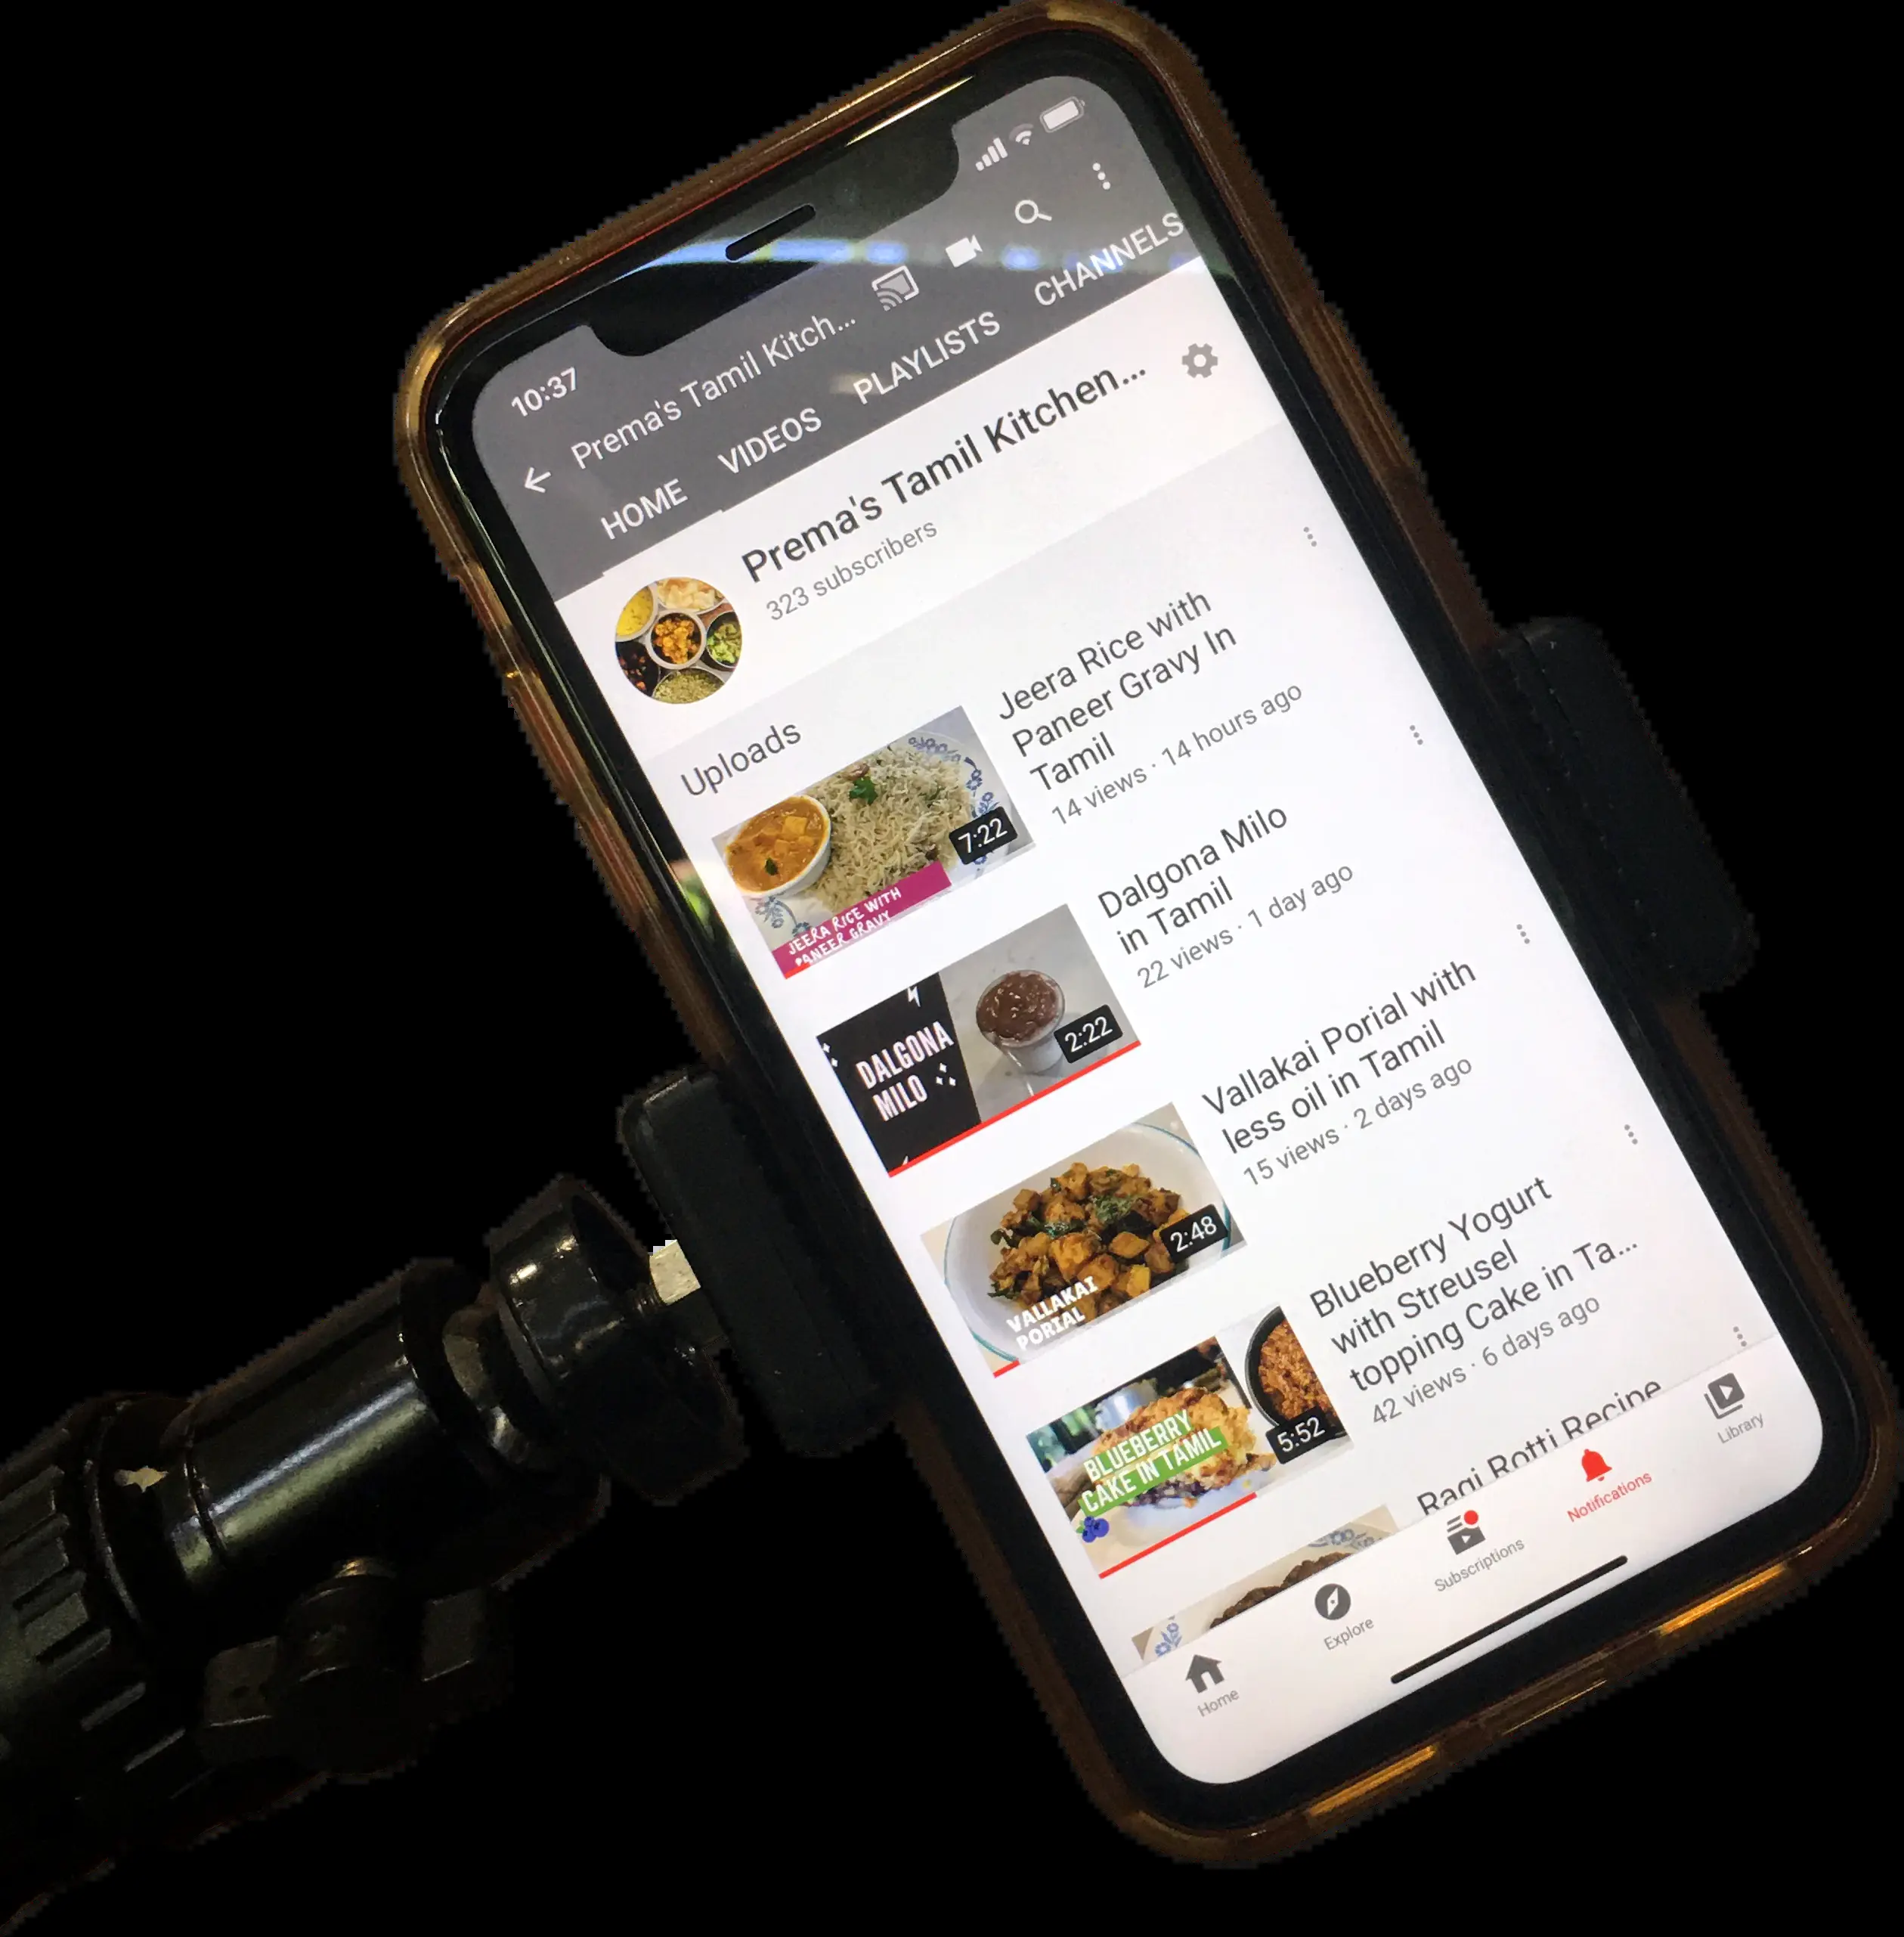 10:37
Prema's Tamil Kitch...
HOME VIDEOS PLAYLISTS CHANNELS
Prema's Tamil Kitchen...
323 subscribers
Uploads
Jeera Rice with
Paneer Gravy In
Tamil
14 views · 14 hours ago
7:22
JEERA RICE WITH
PANEER GRAVY
Dalgona Milo
in Tamil
22 views · 1 day ago
DALGONA
MILO
2:22
Vallakai Porial with
less oil in Tamil
15 views · 2 days ago
2:48
VALLAKAI
PORIAL
Blueberry Yogurt
with Streusel
topping Cake in Ta...
42 views · 6 days ago
BLUEBERRY
CAKE IN TAMIL
5:52
Ragi Rotti Recipe
Home Explore Subscriptions Notifications Library